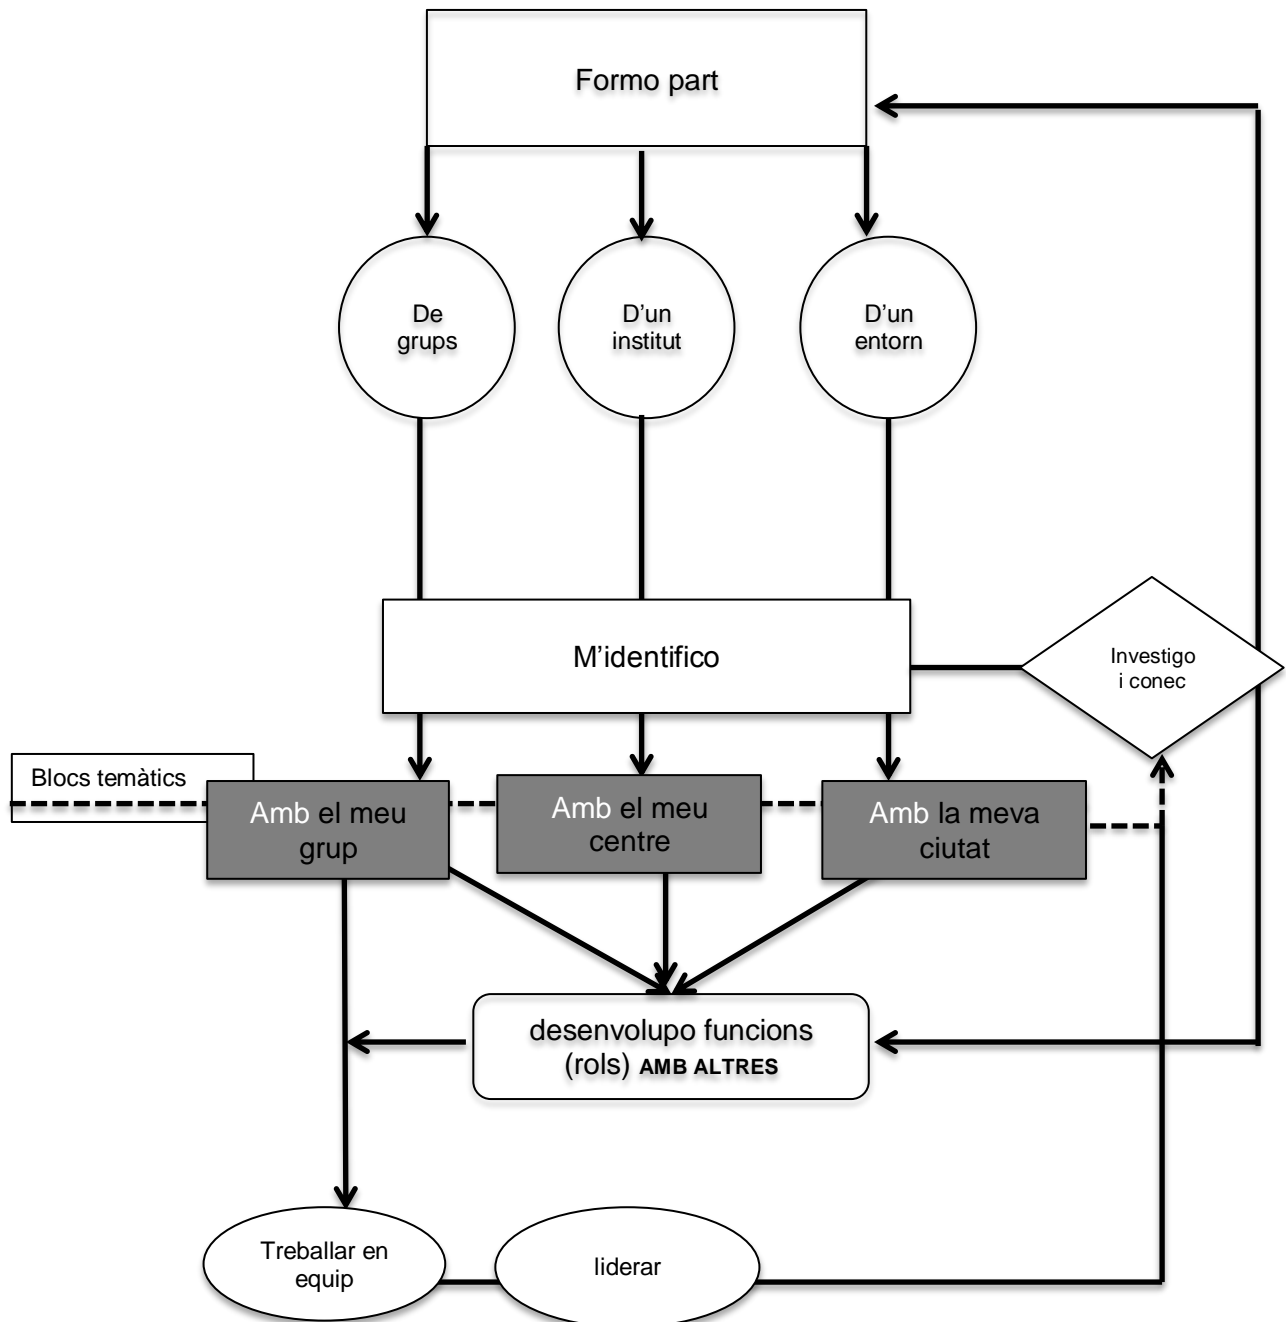 Formo part
De
grups
D’un
institut
D’un
entorn
M’identifico
Investigo
i conec
Blocs temàtics
Amb el meu
grup
Amb el meu
centre
Amb la meva
ciutat
desenvolupo funcions
(rols) AMB ALTRES
Treballar en
equip
liderar